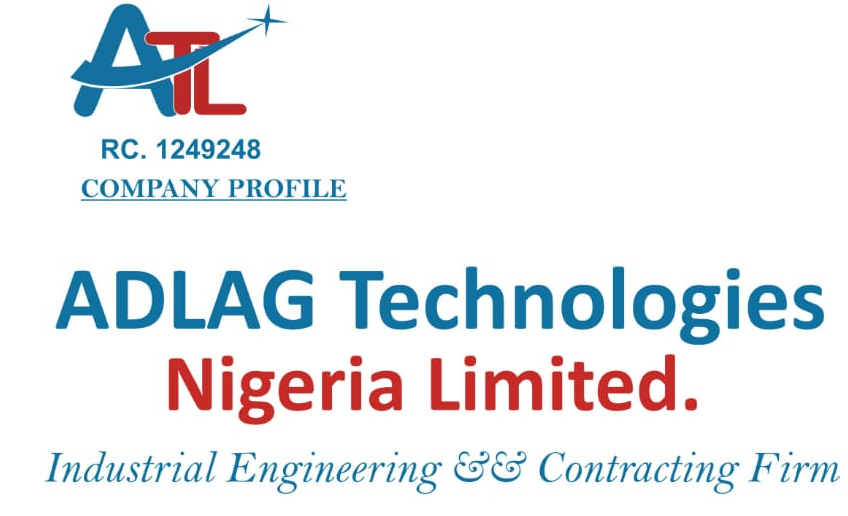 ATL
RC. 1249248
COMPANY PROFILE
ADLAG Technologies
Nigeria Limited.
Industrial Engineering && Contracting Firm